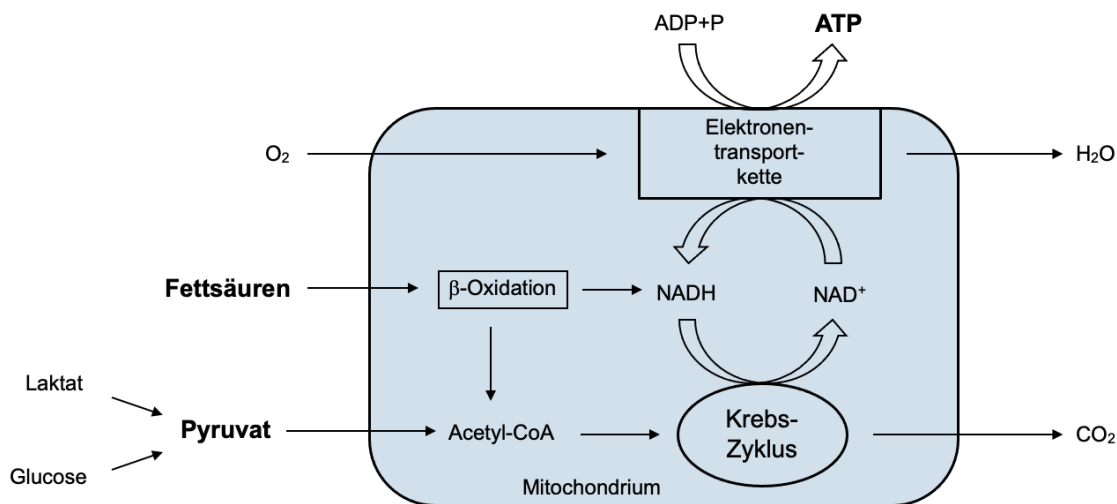 ADP+P
ATP
Elektronen-
transport-
kette
O₂
H₂O
Fettsäuren
β-Oxidation
NADH
NAD⁺
Laktat
Pyruvat
Acetyl-CoA
Krebs-
Zyklus
CO₂
Glucose
Mitochondrium